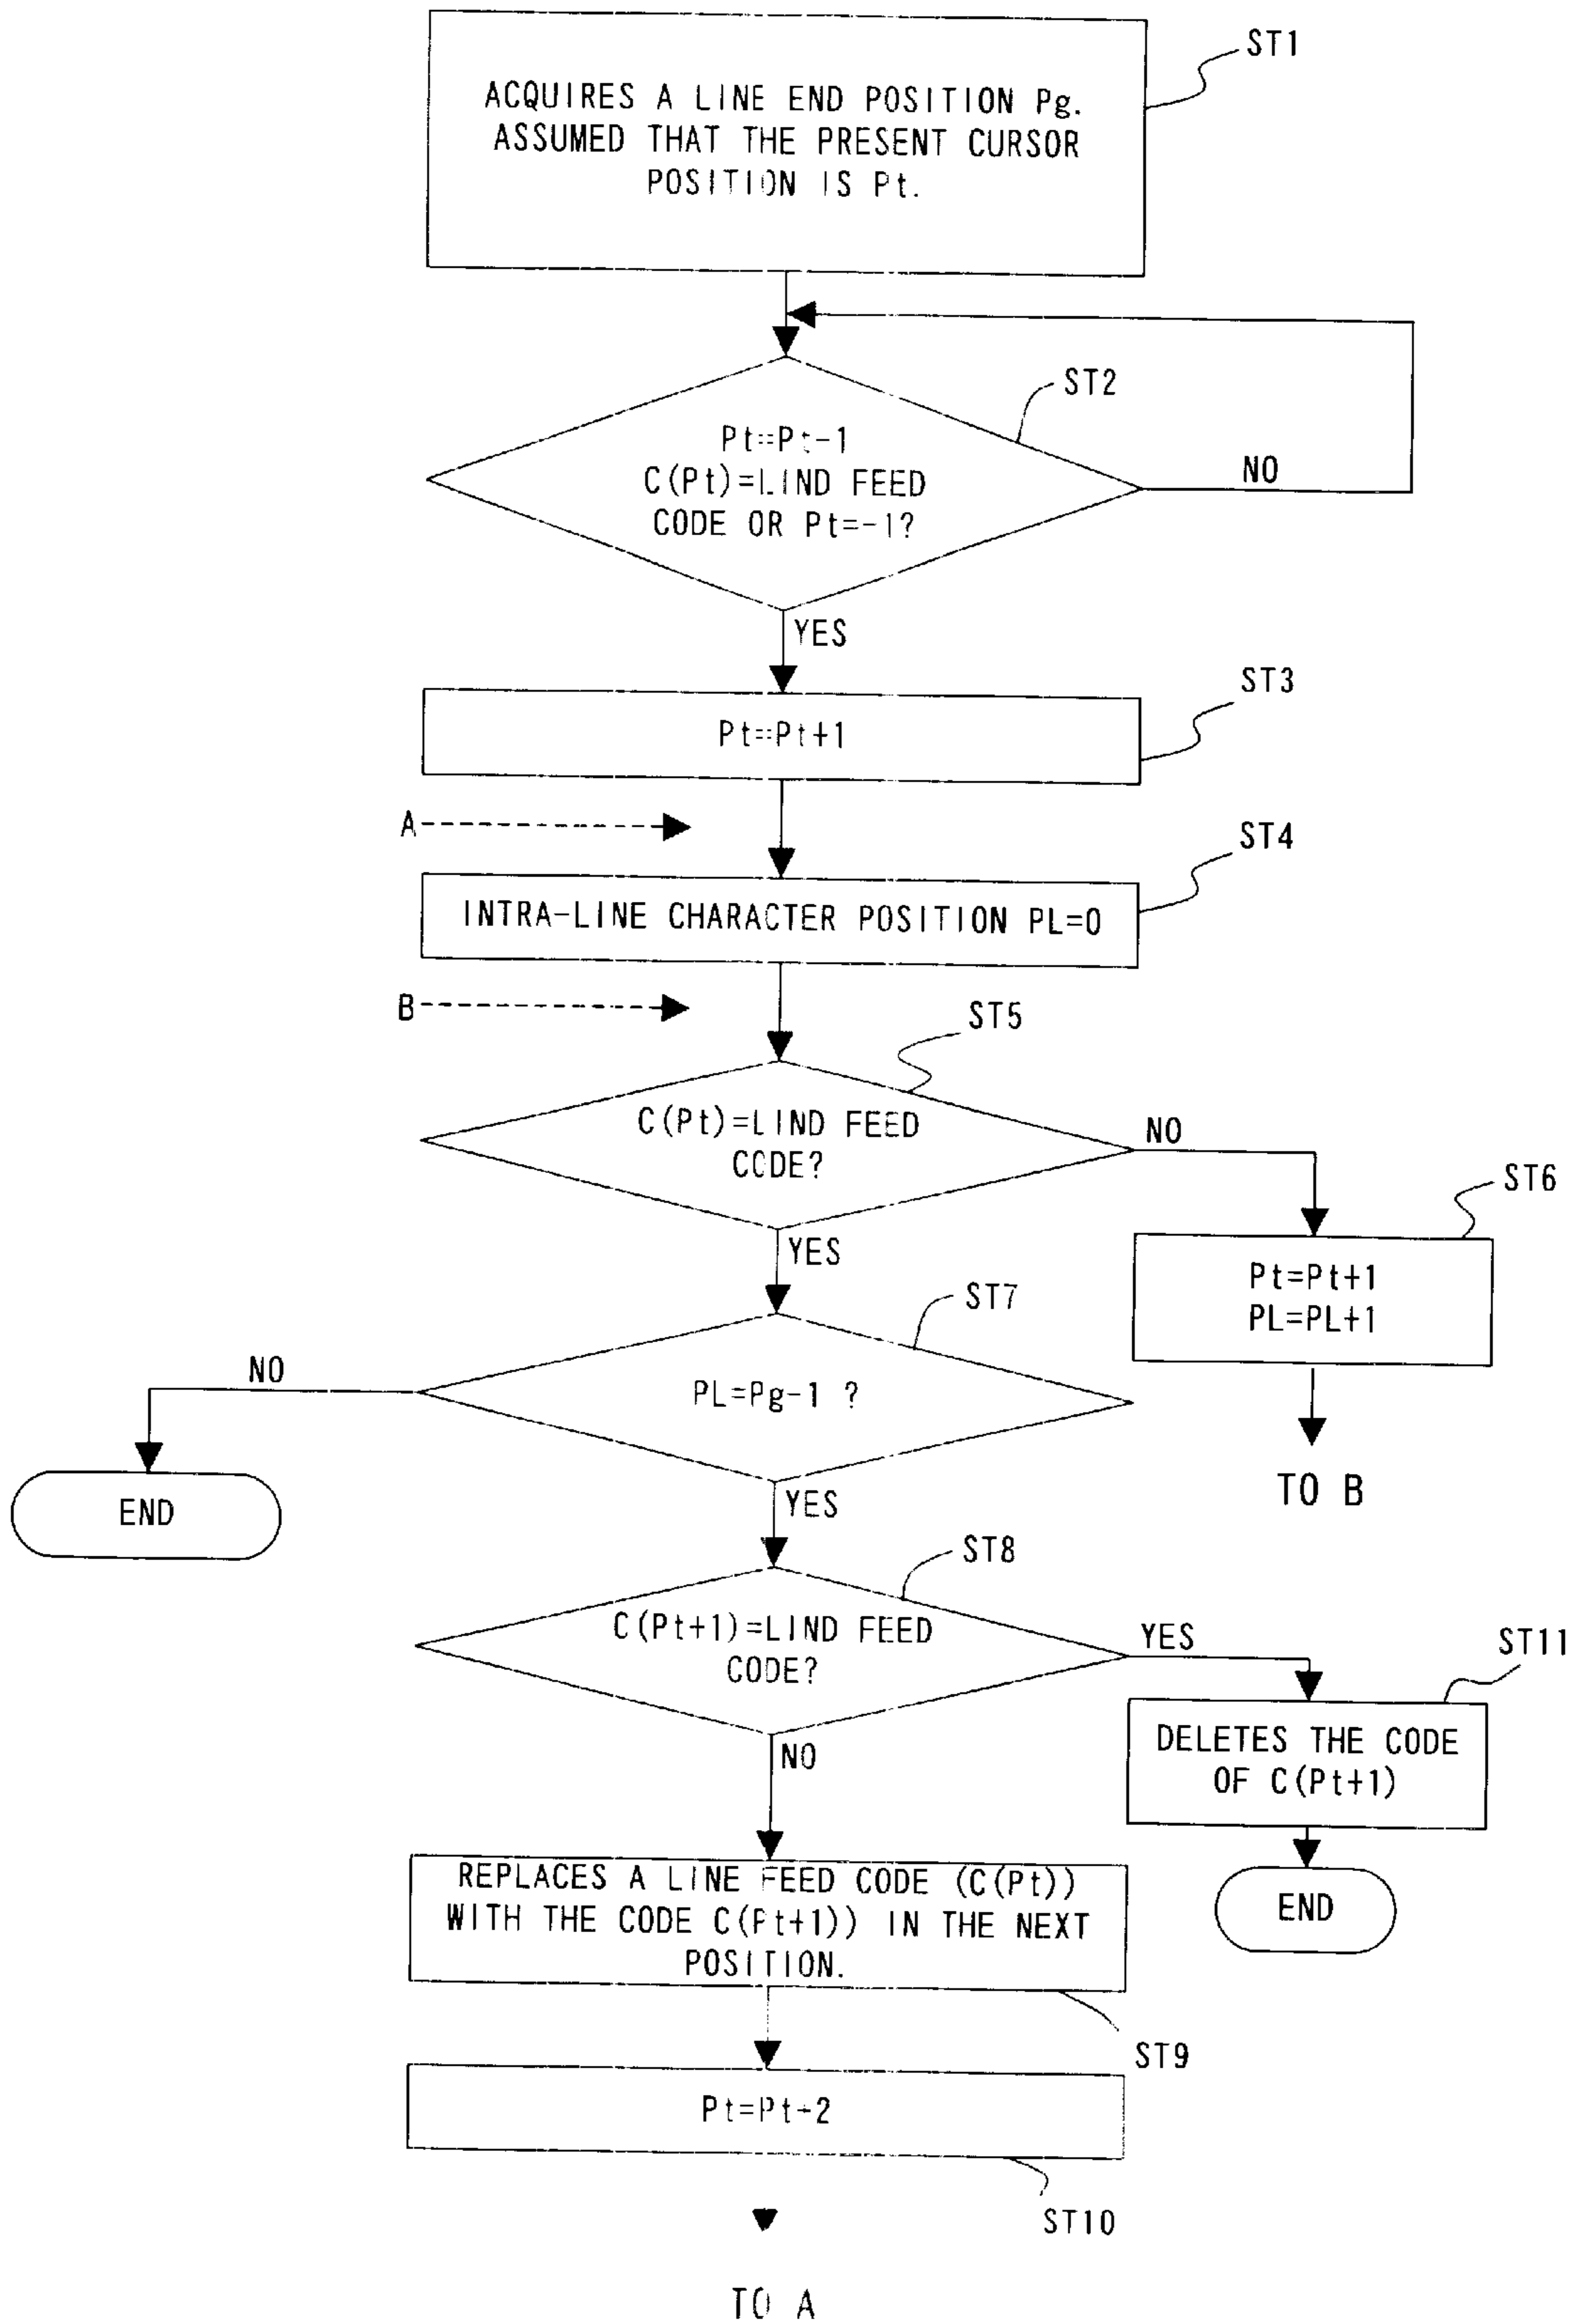 ST1
ACQUIRES A LINE END POSITION Pg.
ASSUMED THAT THE PRESENT CURSOR
POSITION IS Pt.
ST2
Pt=Pt-1
C(Pt)=LIND FEED
CODE OR Pt=-1?
NO
YES
ST3
Pt=Pt+1
A
ST4
INTRA-LINE CHARACTER POSITION PL=0
B
ST5
C(Pt)=LIND FEED
CODE?
NO
YES
ST6
Pt=Pt+1
PL=PL+1
TO B
ST7
PL=Pg-1 ?
NO
END
YES
ST8
C(Pt+1)=LIND FEED
CODE?
YES
NO
ST11
DELETES THE CODE
OF C(Pt+1)
END
REPLACES A LINE FEED CODE (C(Pt))
WITH THE CODE C(Pt+1)) IN THE NEXT
POSITION.
ST9
Pt=Pt+2
ST10
TO A